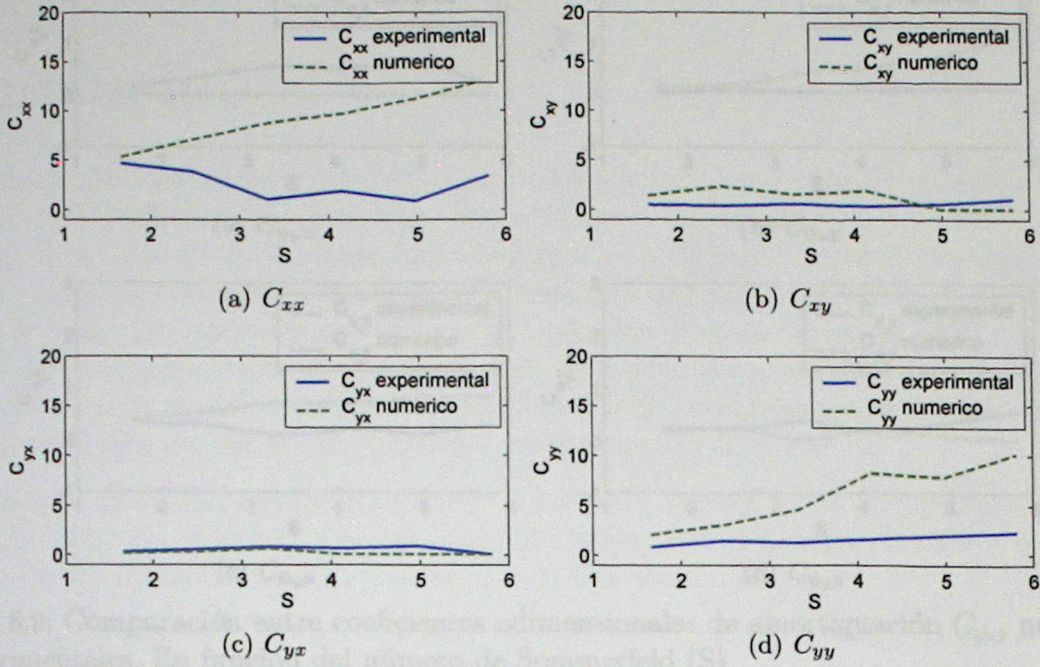 20
15
10
5
0
C_xx
C_xx experimental
C_xx numerico
1 2 3 4 5 6
S
(a) C_xx
20
15
10
5
0
C_xy
C_xy experimental
C_xy numerico
1 2 3 4 5 6
S
(b) C_xy
20
15
10
5
0
C_yx
C_yx experimental
C_yx numerico
1 2 3 4 5 6
S
(c) C_yx
20
15
10
5
0
C_yy
C_yy experimental
C_yy numerico
1 2 3 4 5 6
S
(d) C_yy
Comparación entre coeficientes adimensionales de
En función del número de Sommerfeld (S)